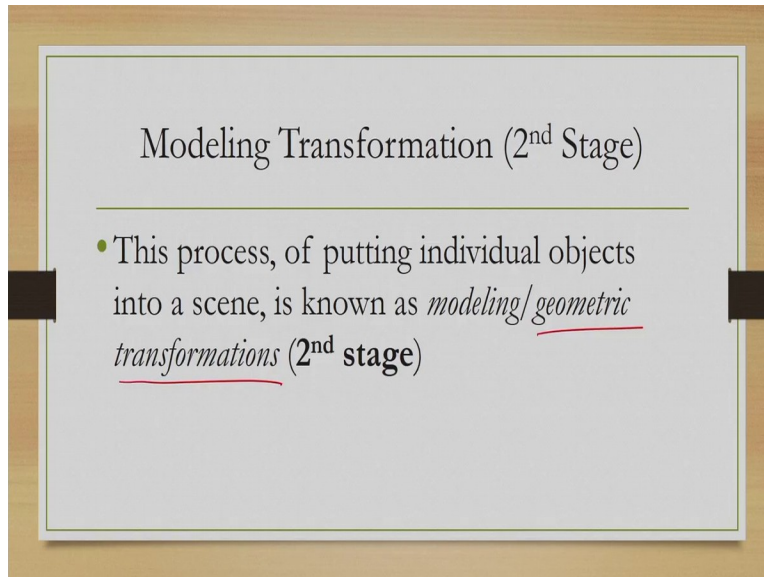 Modeling Transformation (2nd Stage)
•This process, of putting individual objects
into a scene, is known as modeling/geometric
transformations (2nd stage)